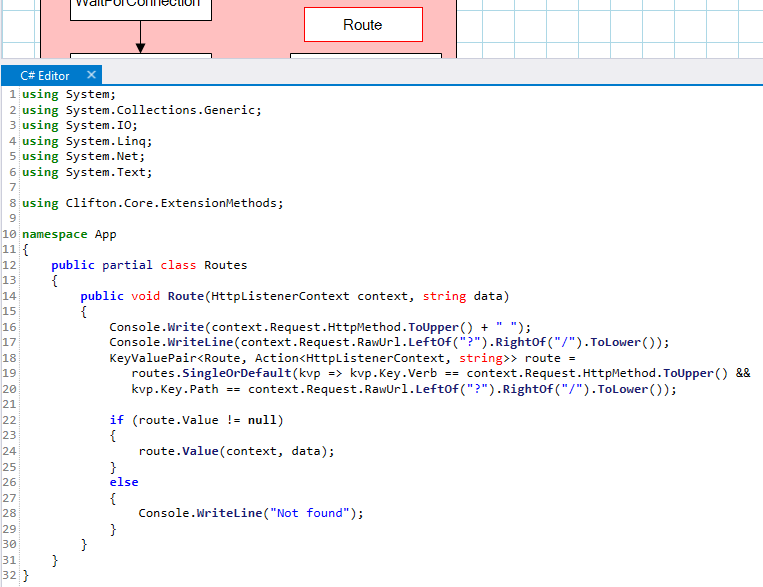 WaitForConnection
Route
C# Editor ✕
1 using System;
2 using System.Collections.Generic;
3 using System.IO;
4 using System.Linq;
5 using System.Net;
6 using System.Text;
7
8 using Clifton.Core.ExtensionMethods;
9
10 namespace App
11 {
12     public partial class Routes
13     {
14         public void Route(HttpListenerContext context, string data)
15         {
16             Console.Write(context.Request.HttpMethod.ToUpper() + " ");
17             Console.WriteLine(context.Request.RawUrl.LeftOf("?").RightOf("/").ToLower());
18             KeyValuePair<Route, Action<HttpListenerContext, string>> route =
19                routes.SingleOrDefault(kvp => kvp.Key.Verb == context.Request.HttpMethod.ToUpper() &&
20                kvp.Key.Path == context.Request.RawUrl.LeftOf("?").RightOf("/").ToLower());
21
22             if (route.Value != null)
23             {
24                 route.Value(context, data);
25             }
26             else
27             {
28                 Console.WriteLine("Not found");
29             }
30         }
31     }
32 }